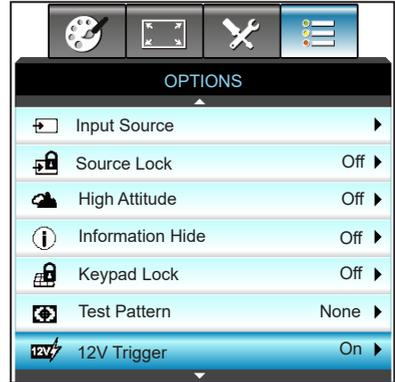 OPTIONS
Input Source
Source Lock Off
High Attitude Off
Information Hide Off
Keypad Lock Off
Test Pattern None
12V 12V Trigger On